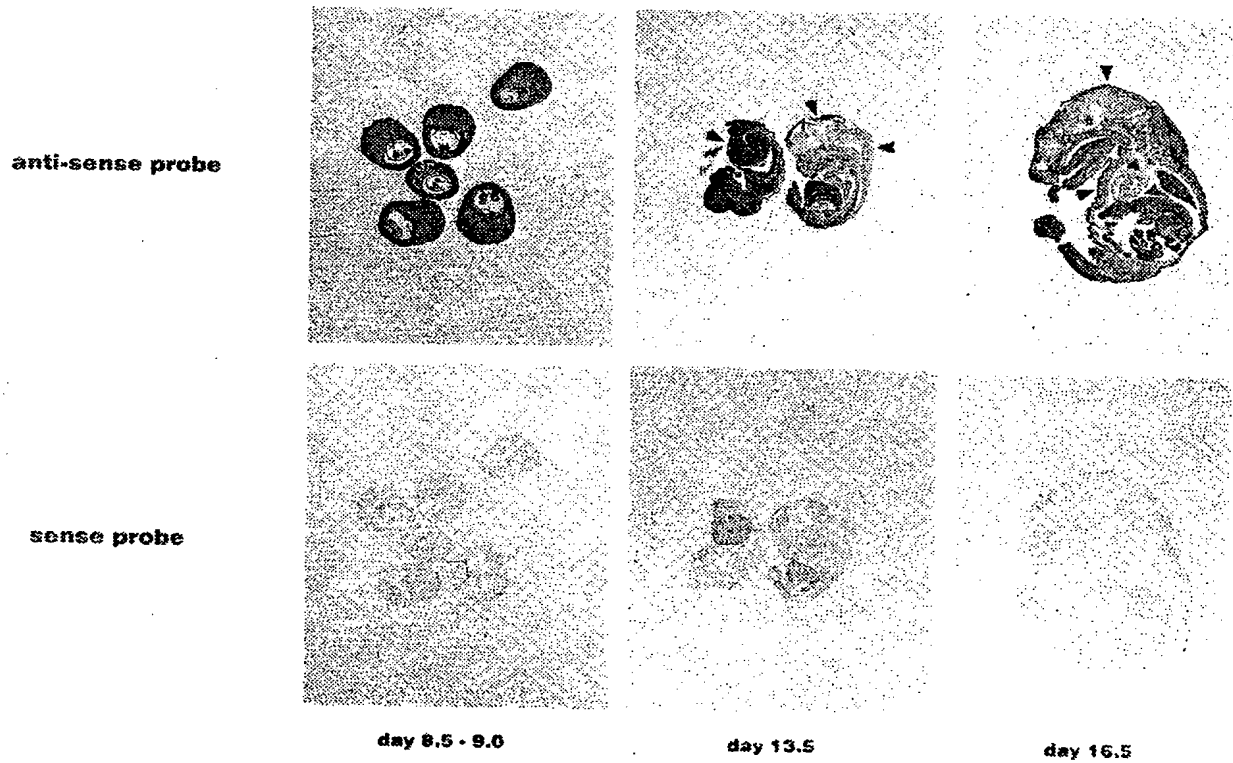 anti-sense probe
sense probe
day 8.5 - 9.0
day 13.5
day 16.5